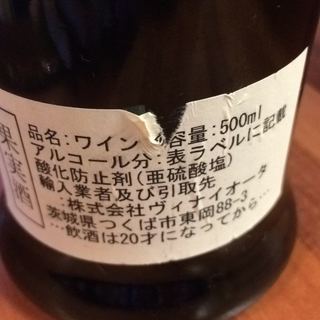 果実酒
品名:ワイン 容量:500ml
アルコール分:表ラベルに記載
酸化防止剤(亜硫酸塩)
輸入業者及び引取先
:株式会社ヴィナイオータ
茨城県つくば市東岡88-3...
...飲酒は20才になってから...